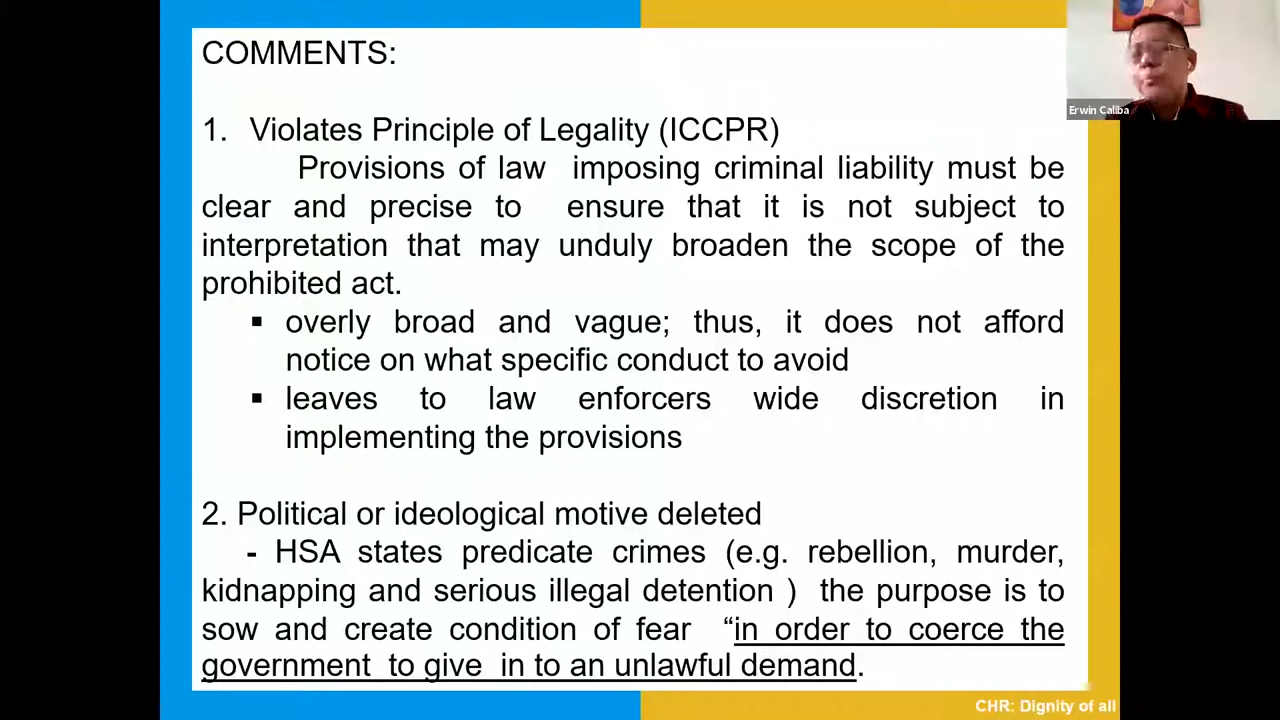 COMMENTS:
1. Violates Principle of Legality (ICCPR)
Provisions of law imposing criminal liability must be
clear and precise to ensure that it is not subject to
interpretation that may unduly broaden the scope of the
prohibited act.
▪ overly broad and vague; thus, it does not afford
notice on what specific conduct to avoid
▪ leaves to law enforcers wide discretion in
implementing the provisions
2. Political or ideological motive deleted
- HSA states predicate crimes (e.g. rebellion, murder,
kidnapping and serious illegal detention ) the purpose is to
sow and create condition of fear “in order to coerce the
government to give in to an unlawful demand.
Erwin Caliba
CHR: Dignity of all